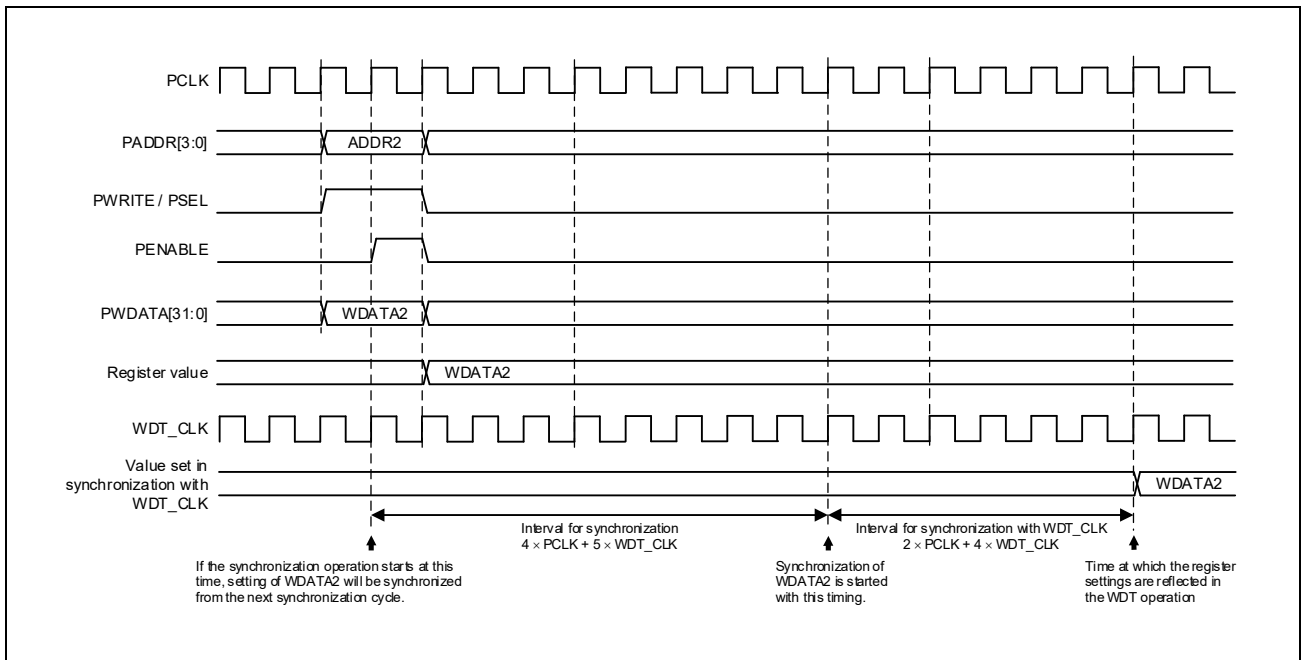 PCLK
PADDR[3:0]
ADDR2
PWRITE / PSEL
PENABLE
PWDATA[31:0]
WDATA2
Register value
WDATA2
WDT_CLK
Value set in
synchronization with
WDT_CLK
WDATA2
Interval for synchronization
4 × PCLK + 5 × WDT_CLK
Interval for synchronization with WDT_CLK
2 × PCLK + 4 × WDT_CLK
If the synchronization operation starts at this
time, setting of WDATA2 will be synchronized
from the next synchronization cycle.
Synchronization of
WDATA2 is started
with this timing.
Time at which the register
settings are reflected in
the WDT operation